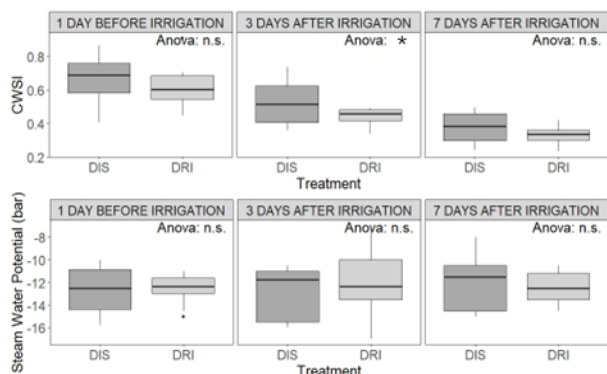 1 DAY BEFORE IRRIGATION 3 DAYS AFTER IRRIGATION 7 DAYS AFTER IRRIGATION
Anova: n.s. Anova: * Anova: n.s.
CWSI
0.8
0.6
0.4
0.2
DIS DRI DIS DRI DIS DRI
Treatment
1 DAY BEFORE IRRIGATION 3 DAYS AFTER IRRIGATION 7 DAYS AFTER IRRIGATION
Anova: n.s. Anova: n.s. Anova: n.s.
Steam Water Potential (bar)
-8
-10
-12
-14
-16
DIS DRI DIS DRI DIS DRI
Treatment